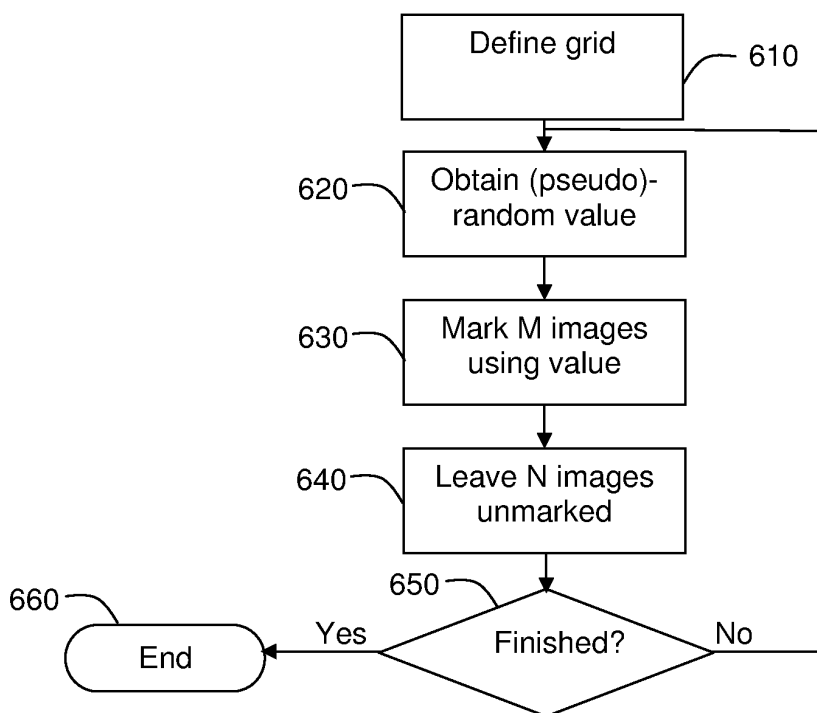 Define grid
610
620
Obtain (pseudo)-
random value
630
Mark M images
using value
640
Leave N images
unmarked
650
660
Yes
Finished?
No
End